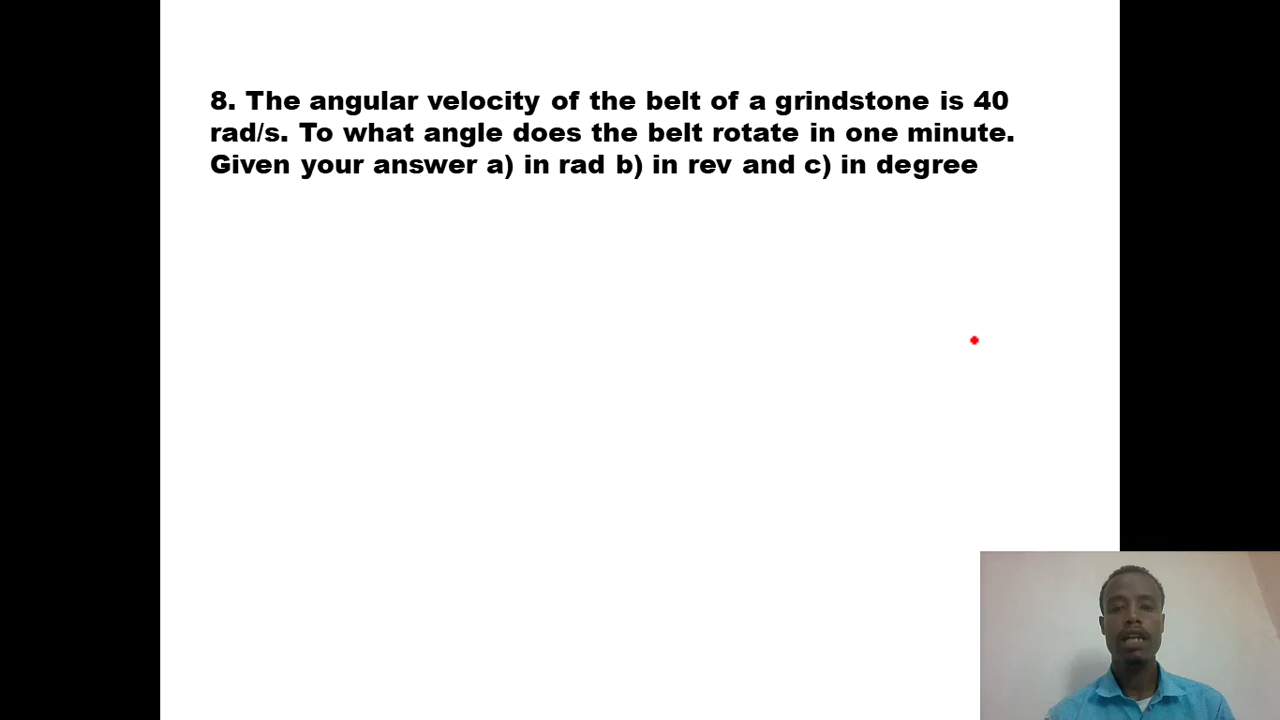 8. The angular velocity of the belt of a grindstone is 40
rad/s. To what angle does the belt rotate in one minute.
Given your answer a) in rad b) in rev and c) in degree